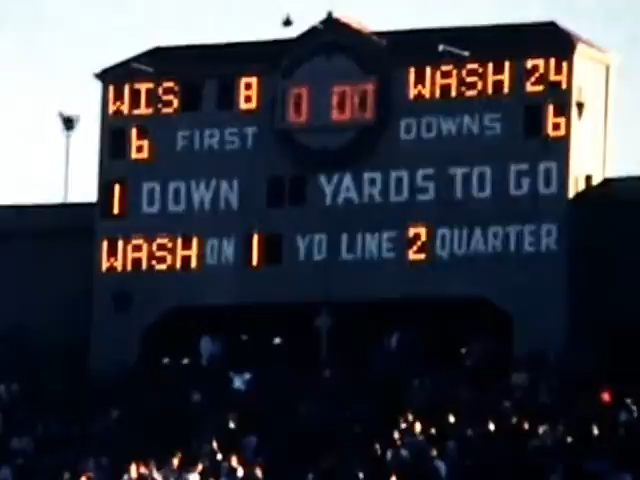 WIS 8 0 00 WASH 24
6 FIRST DOWNS 6
1 DOWN YARDS TO GO
WASH ON 1 YD LINE 2 QUARTER